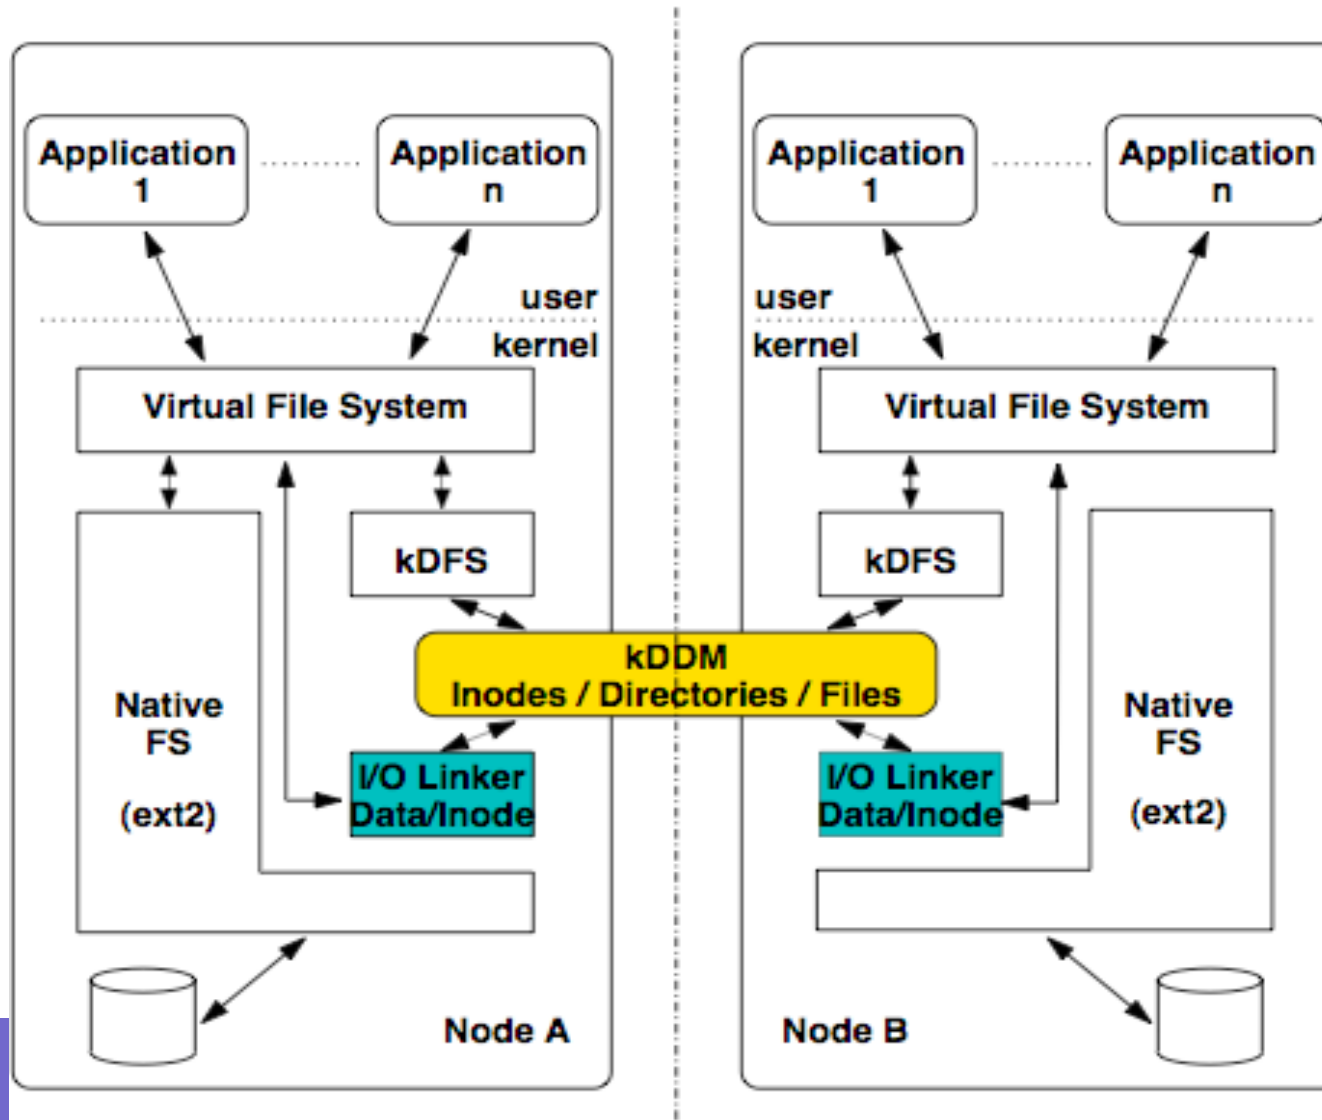 Application
1
Application
n
Application
1
Application
n
user
kernel
user
kernel
Virtual File System
Virtual File System
kDFS
kDFS
kDDM
Inodes / Directories / Files
Native
FS
(ext2)
I/O Linker
Data/Inode
I/O Linker
Data/Inode
Native
FS
(ext2)
Node A
Node B